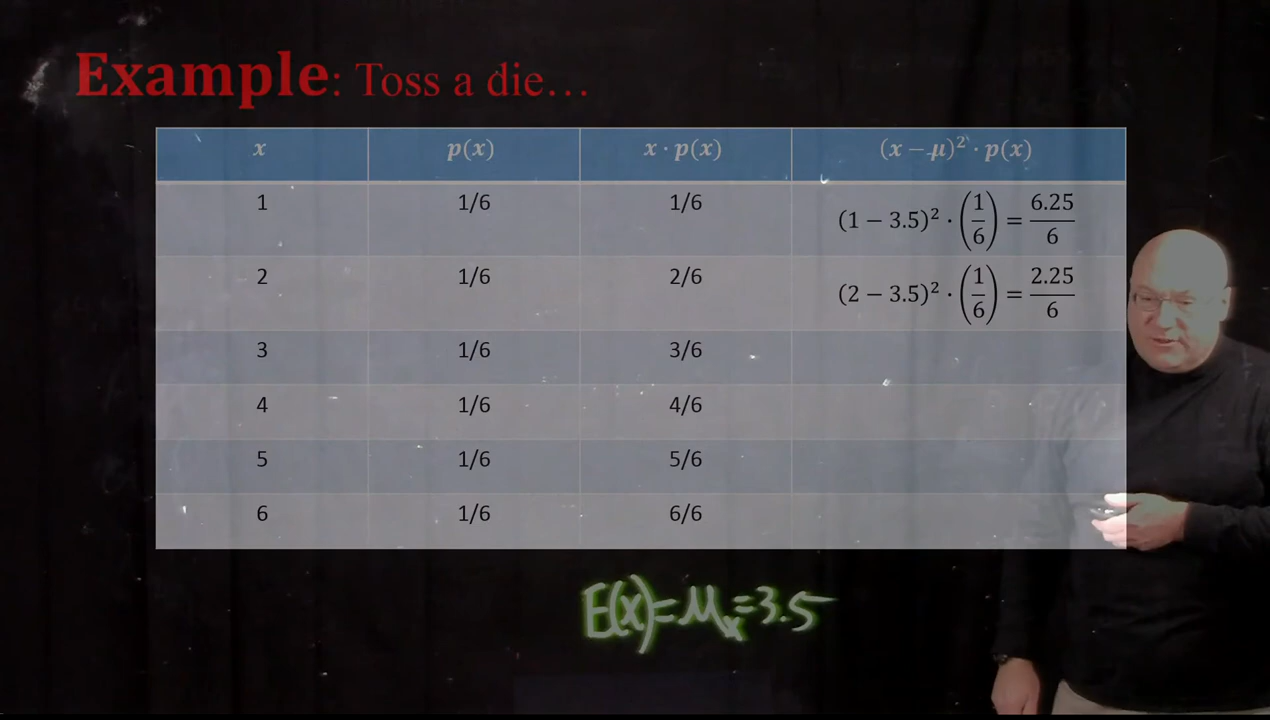 Example: Toss a die…
x p(x) x · p(x) (x − μ)² · p(x)
1 1/6 1/6 (1 − 3.5)² · (1/6) = 6.25/6
2 1/6 2/6 (2 − 3.5)² · (1/6) = 2.25/6
3 1/6 3/6
4 1/6 4/6
5 1/6 5/6
6 1/6 6/6
E(x)=μₓ=3.5